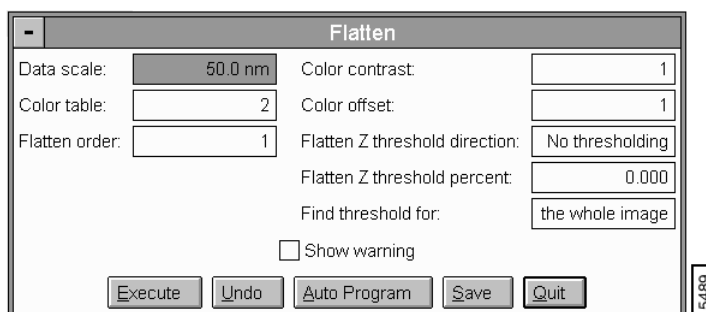 Flatten
Data scale: 50.0 nm
Color contrast: 1
Color table: 2
Color offset: 1
Flatten order: 1
Flatten Z threshold direction: No thresholding
Flatten Z threshold percent: 0.000
Find threshold for: the whole image
Show warning
Execute Undo Auto Program Save Quit
5489